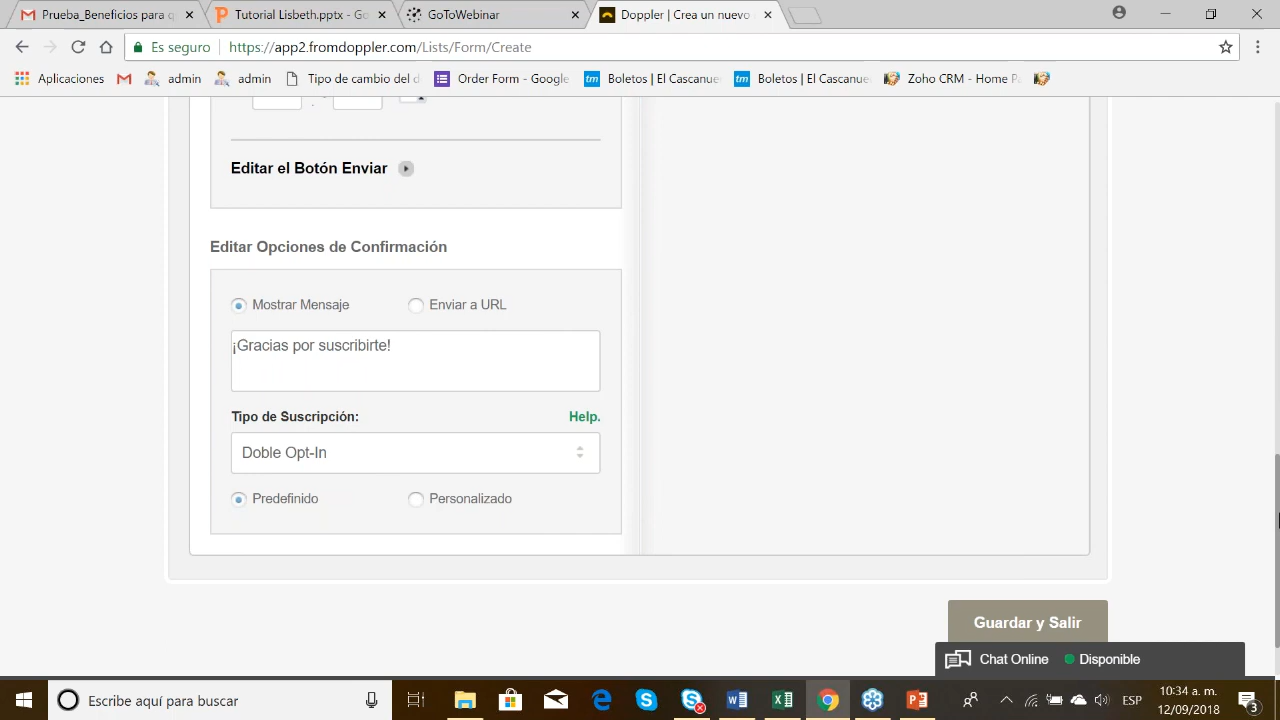 Prueba_Beneficios para q
Tutorial Lisbeth.pptx - Go
GoToWebinar
Doppler | Crea un nuevo
Es seguro
https://app2.fromdoppler.com/Lists/Form/Create
Aplicaciones
admin
admin
Tipo de cambio del d
Order Form - Google
tm
Boletos | El Cascanue
tm
Boletos | El Cascanue
Zoho CRM - Home Pa
Editar el Botón Enviar
Editar Opciones de Confirmación
Mostrar Mensaje
Enviar a URL
¡Gracias por suscribirte!
Tipo de Suscripción:
Help.
Doble Opt-In
Predefinido
Personalizado
Guardar y Salir
Chat Online
Disponible
Escribe aquí para buscar
ESP
10:34 a. m.
12/09/2018
3